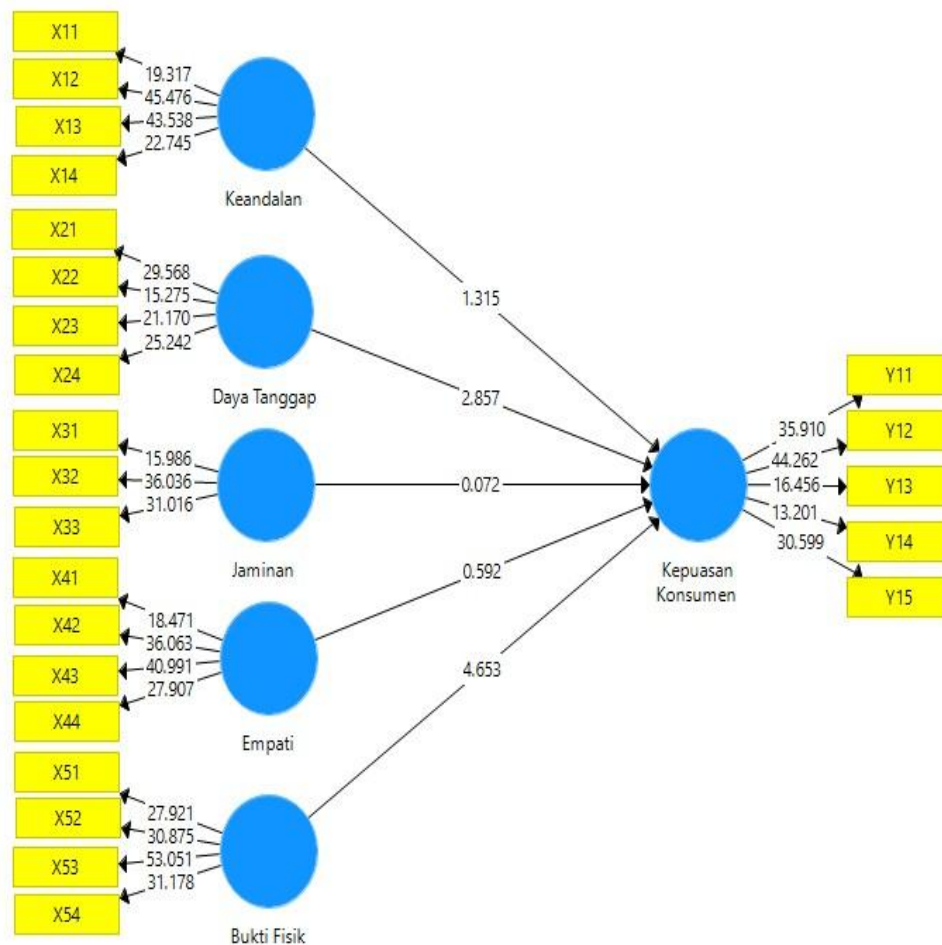 X11
X12
X13
X14
19.317
45.476
43.538
22.745
Keandalan
X21
X22
X23
X24
29.568
15.275
21.170
25.242
Daya Tanggap
X31
X32
X33
15.986
36.036
31.016
Jaminan
X41
X42
X43
X44
18.471
36.063
40.991
27.907
Empati
X51
X52
X53
X54
27.921
30.875
53.051
31.178
Bukti Fisik
1.315
2.857
0.072
0.592
4.653
Kepuasan
Konsumen
35.910
44.262
16.456
13.201
30.599
Y11
Y12
Y13
Y14
Y15